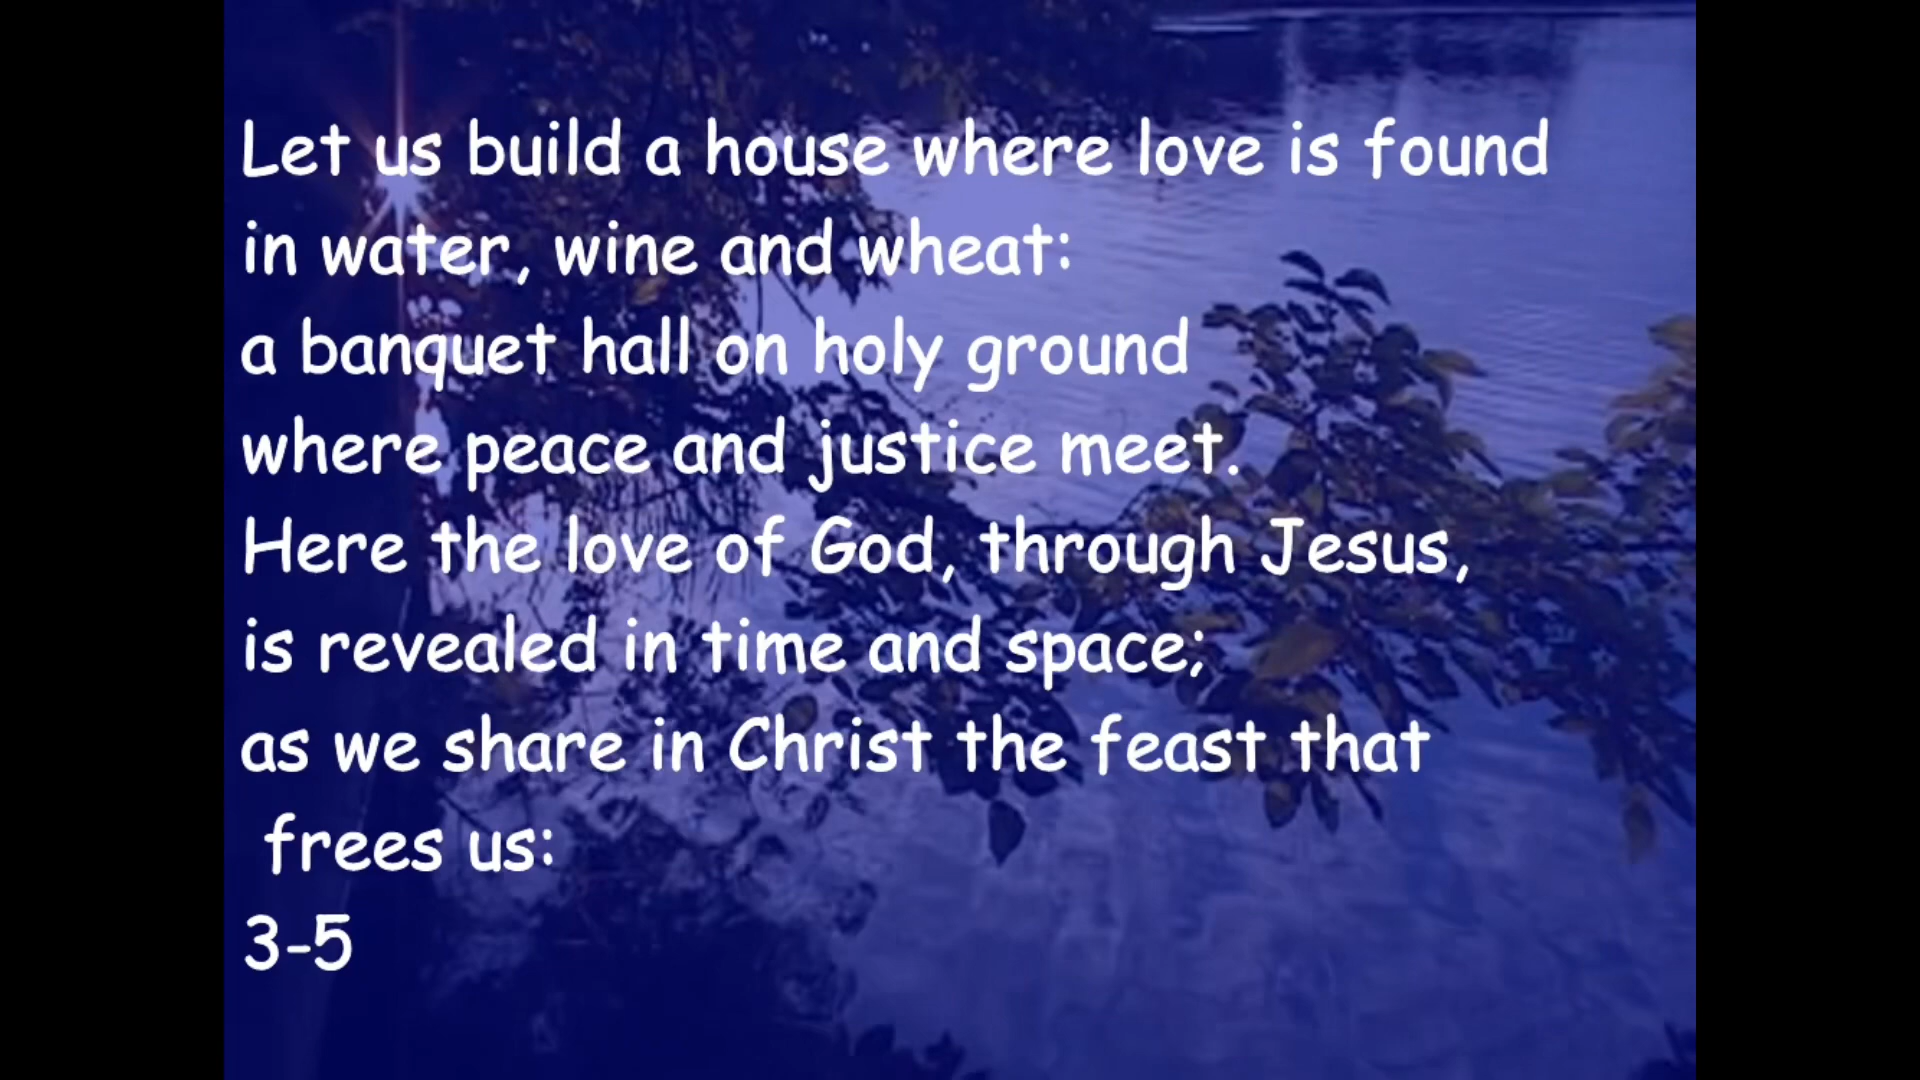 Let us build a house where love is found
in water, wine and wheat:
a banquet hall on holy ground
where peace and justice meet.
Here the love of God, through Jesus,
is revealed in time and space;
as we share in Christ the feast that
frees us:
3-5